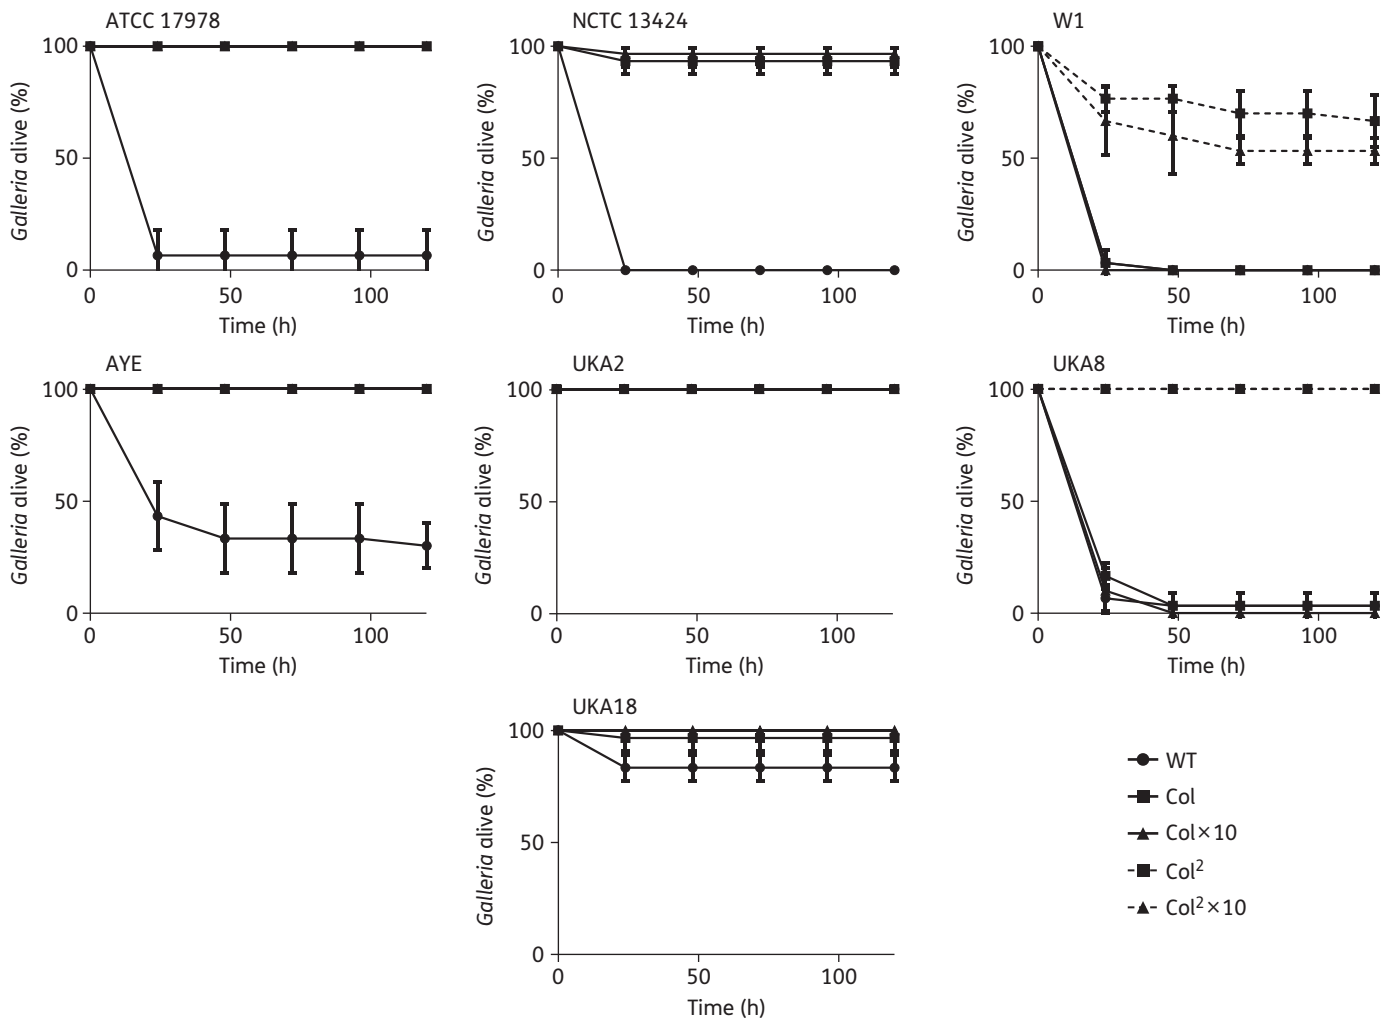 ATCC 17978
100
50
0
0 50 100
Galleria alive (%)
Time (h)
NCTC 13424
100
50
0
0 50 100
Galleria alive (%)
Time (h)
W1
100
50
0
0 50 100
Galleria alive (%)
Time (h)
AYE
100
50
0
0 50 100
Galleria alive (%)
Time (h)
UKA2
100
50
0
0 50 100
Galleria alive (%)
Time (h)
UKA8
100
50
0
0 50 100
Galleria alive (%)
Time (h)
UKA18
100
50
0
0 50 100
Galleria alive (%)
Time (h)
WT
Col
Col×10
Col²
Col²×10